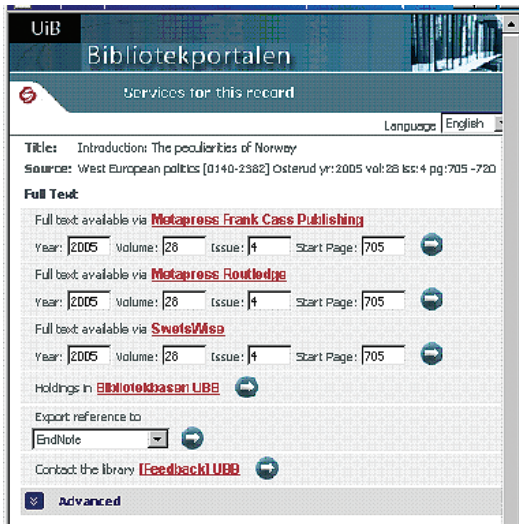 UiB
Bibliotekportalen
Services for this record
Language English
Title: Introduction: The peculiarities of Norway
Source: West European politics [0140-2382] Osterud yr:2005 vol:28 iss:4 pg:705 -720
Full Text
Full text available via Metapress Frank Cass Publishing
Year: 2005 Volume: 28 Issue: 4 Start Page: 705
Full text available via Metapress Routledge
Year: 2005 Volume: 28 Issue: 4 Start Page: 705
Full text available via SwetsWise
Year: 2005 Volume: 28 Issue: 4 Start Page: 705
Holdings in Bibliotekbasen UBB
Export reference to
EndNote
Contact the library [Feedback] UBB
Advanced